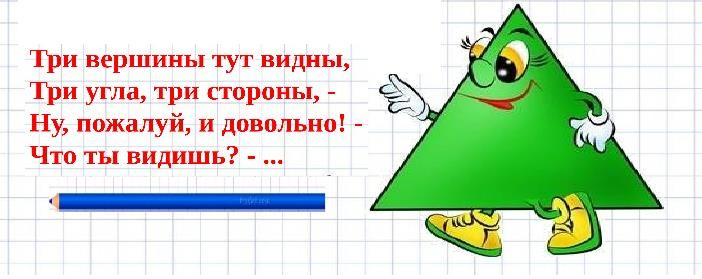 Три вершины тут видны,
Три угла, три стороны, -
Ну, пожалуй, и довольно! -
Что ты видишь? - ...